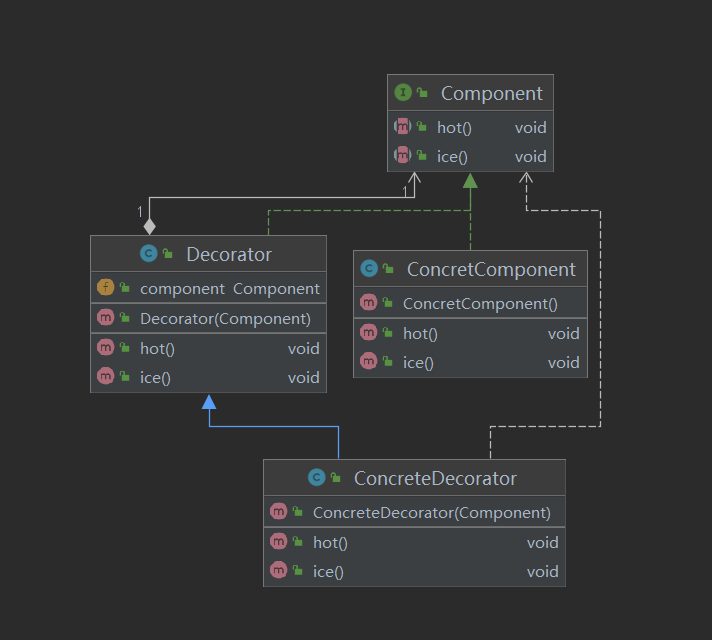 Component
hot() void
ice() void
1
1
Decorator
component Component
Decorator(Component)
hot() void
ice() void
ConcretComponent
ConcretComponent()
hot() void
ice() void
ConcreteDecorator
ConcreteDecorator(Component)
hot() void
ice() void